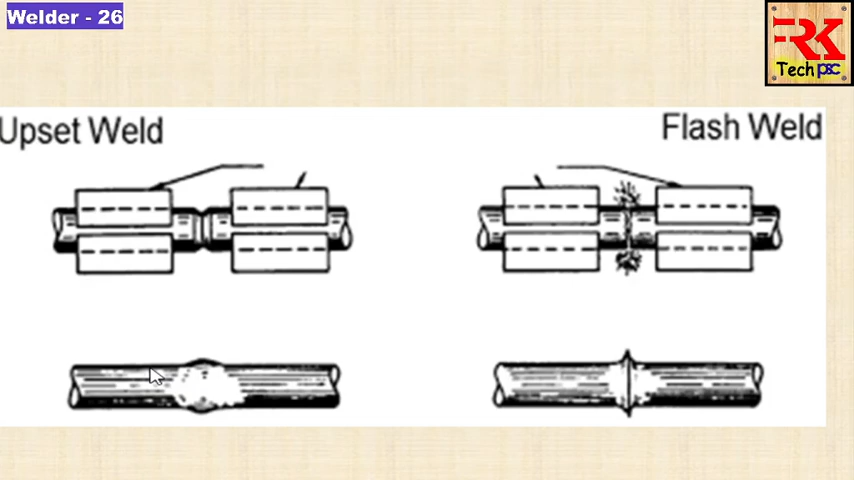 Welder - 26
RK
Tech psc
Upset Weld
Flash Weld